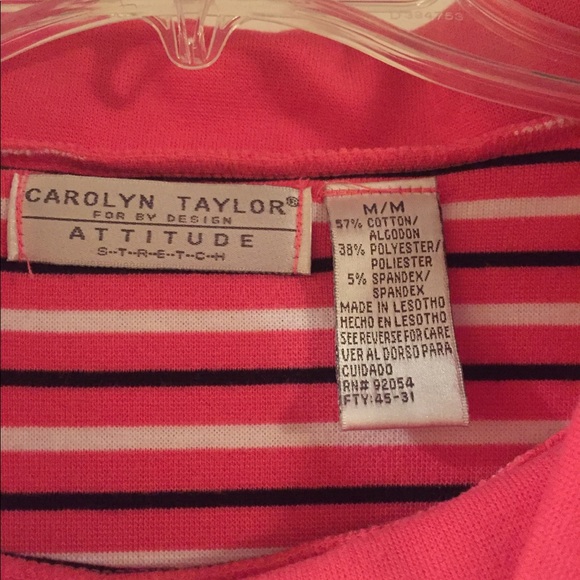 CAROLYN TAYLOR®
FOR BY DESIGN
ATTITUDE
S-T-R-E-T-C-H
M/M
57% COTTON/
ALGODON
38% POLYESTER/
POLIESTER
5% SPANDEX/
SPANDEX
MADE IN LESOTHO
HECHO EN LESOTHO
SEE REVERSE FOR CARE
VER AL DORSO PARA
CUIDADO
RN# 92054
FTY:45-31